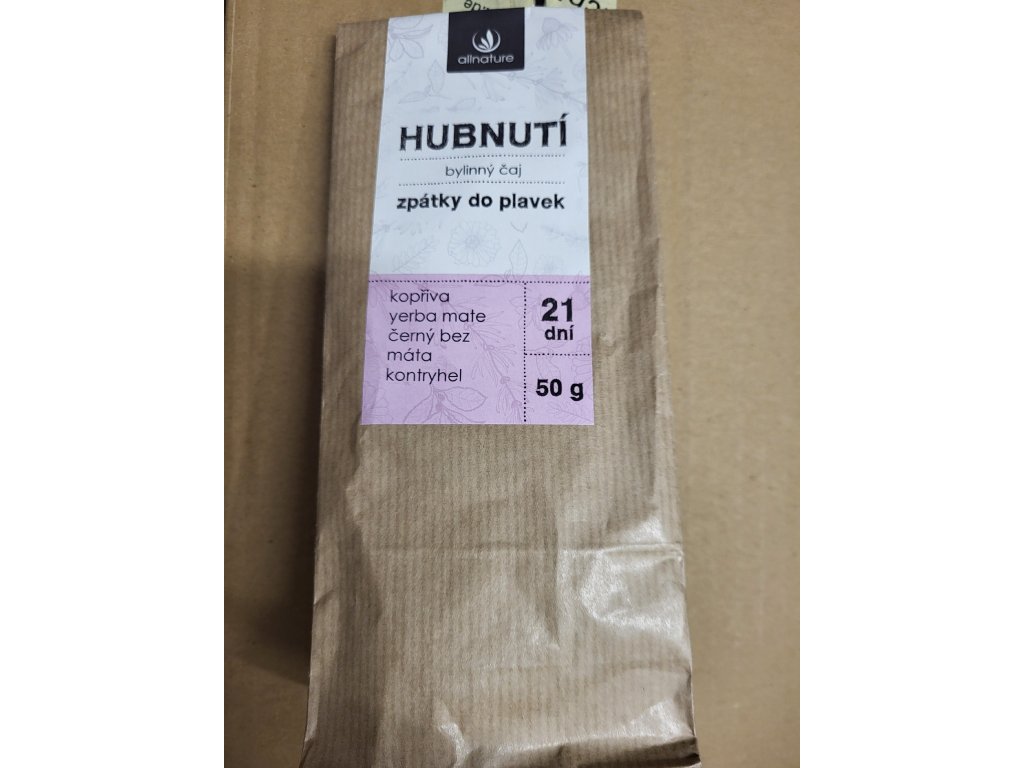 allnature
HUBNUTÍ
bylinný čaj
zpátky do plavek
kopřiva
yerba mate
černý bez
máta
kontryhel
21
dní
50 g